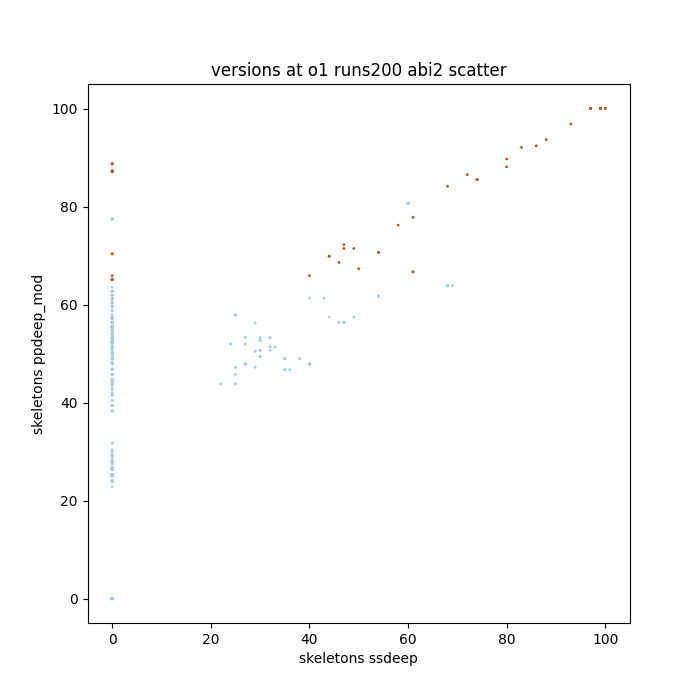 versions at o1 runs200 abi2 scatter
100
80
60
40
20
0
skeletons ppdeep_mod
0 20 40 60 80 100
skeletons ssdeep